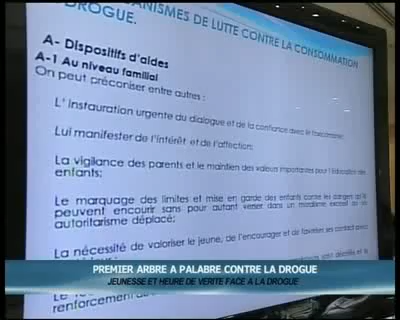 ANISMES DE LUTTE CONTRE LA CONSOMMATION
DROGUE.
A- Dispositifs d'aides
A-1 Au niveau familial
On peut préconiser entre autres :
L' Instauration urgente du dialogue et de la confiance avec le toxicomane;
Lui manifester de l'intérêt et de l'affection;
La vigilance des parents et le maintien des valeurs importantes pour l'éducation des
enfants;
Le marquage des limites et mise en garde des enfants contre les dangers qu'ils
peuvent encourir sans pour autant verser dans un moralisme excessif ou un
autoritarisme déplacé;
La nécessité de valoriser le jeune, de l'encourager et de favoriser ses contact avec
renforcement
PREMIER ARBRE A PALABRE CONTRE LA DROGUE
JEUNESSE ET HEURE DE VERITE FACE A LA DROGUE